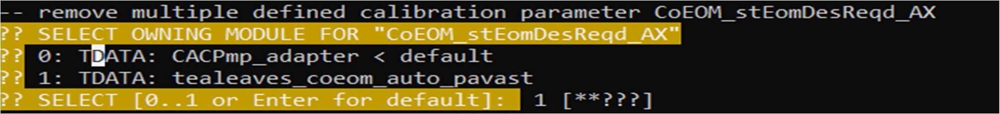 -- remove multiple defined calibration parameter CoEOM_stEomDesReqd_AX
?? SELECT OWNING MODULE FOR "CoEOM_stEomDesReqd_AX"
?? 0: TDATA: CACPmp_adapter < default
?? 1: TDATA: tealeaves_coeom_auto_pavast
?? SELECT [0..1 or Enter for default]: 1 [**???]